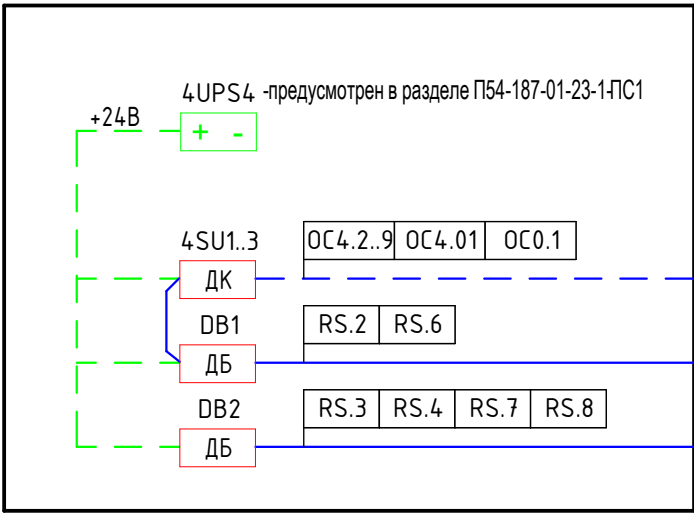 4UPS4 -предусмотрен в разделе П54-187-01-23-1-ПС1
+24В
+ -
4SU1..3
ОС4.2..9 ОС4.01 ОС0.1
ДК
DB1
RS.2 RS.6
ДБ
DB2
RS.3 RS.4 RS.7 RS.8
ДБ